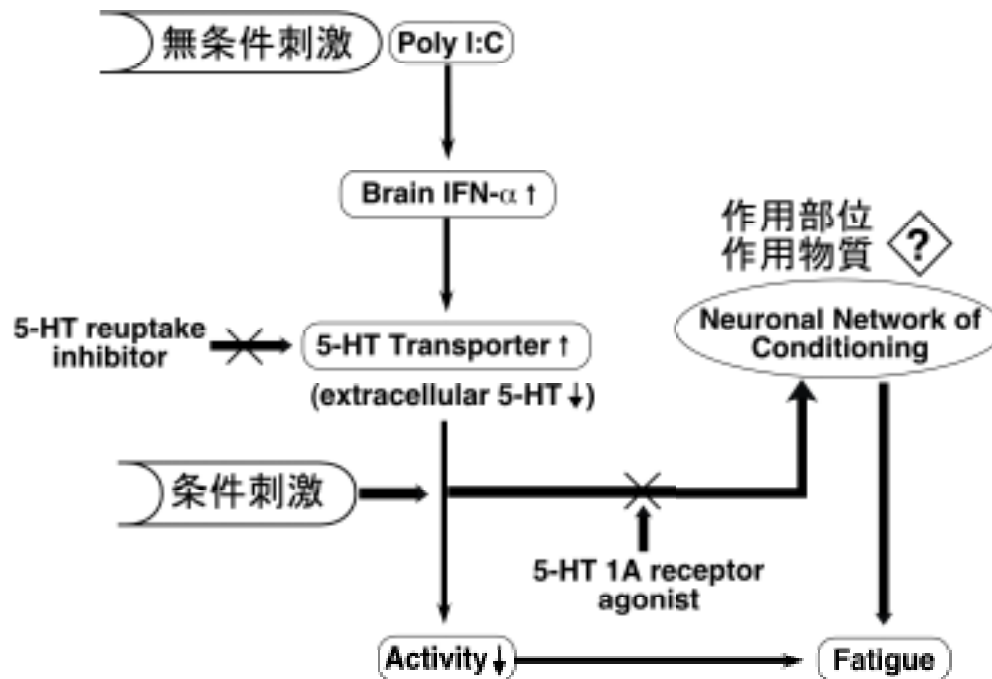 無条件刺激
Poly I:C
Brain IFN-α ↑
作用部位
作用物質
?
Neuronal Network of
Conditioning
5-HT reuptake
inhibitor
5-HT Transporter ↑
(extracellular 5-HT ↓)
条件刺激
5-HT 1A receptor
agonist
Activity ↓
Fatigue